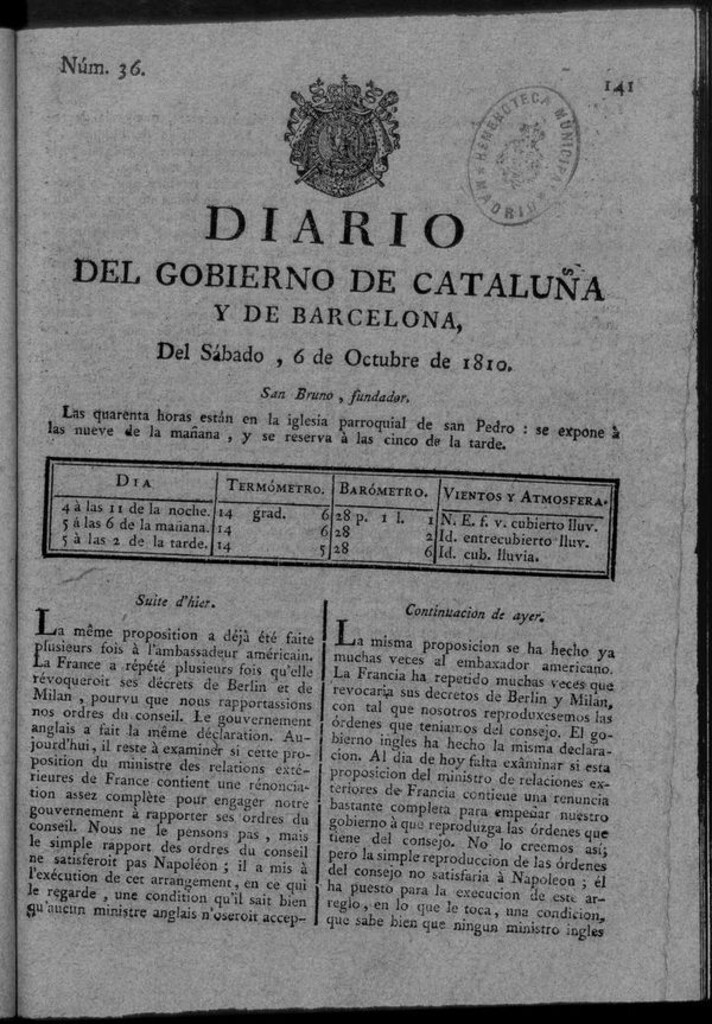 Núm. 36.
141
HEMEROTECA MUNICIPAL
MADRID
DIARIO
DEL GOBIERNO DE CATALUÑA
Y DE BARCELONA,
Del Sábado , 6 de Octubre de 1810.
San Bruno , fundador.
Las quarenta horas están en la iglesia parroquial de san Pedro : se expone à
las nueve de la mañana , y se reserva à las cinco de la tarde.
DIA TERMÓMETRO. BARÓMETRO. VIENTOS Y ATMOSFERA.
4 à las 11 de la noche. 14 grad. 6 28 p. 1 l. 1 N. E. f. v. cubierto lluv.
5 á las 6 de la mañana. 14 6 28 2 Id. entrecubierto lluv.
5 à las 2 de la tarde. 14 5 28 6 Id. cub. lluvia.
Suite d'hier.
La même proposition a déjà été faite
plusieurs fois à l'ambassadeur américain.
La France a répété plusieurs fois qu'elle
révoqueroit ses décrets de Berlin et de
Milan , pourvu que nous rapportassions
nos ordres du conseil. Le gouvernement
anglais a fait la même déclaration. Au-
jourd'hui, il reste à examiner si cette pro-
position du ministre des relations exté-
rieures de France contient une rénoncia-
tion assez complète pour engager notre
gouvernement à rapporter ses ordres du
conseil. Nous ne le pensons pas , mais
le simple rapport des ordres du conseil
ne satisferoit pas Napoléon ; il a mis à
l'exécution de cet arrangement, en ce qui
le regarde , une condition qu'il sait bien
qu'aucun ministre anglais n'oseroit accep-
Continuacion de ayer.
La misma proposicion se ha hecho ya
muchas veces al embaxador americano.
La Francia ha repetido muchas veces que
revocaria sus decretos de Berlin y Milán,
con tal que nosotros reproduxesemos las
órdenes que teniamos del consejo. El go-
bierno ingles ha hecho la misma declara-
cion. Al dia de hoy falta exâminar si esta
proposicion del ministro de relaciones ex-
teriores de Francia contiene una renuncia
bastante completa para empeñar nuestro
gobierno à que reproduzga las órdenes que
tiene del consejo. No lo creemos asi;
pero la simple reproduccion de las órdenes
del consejo no satisfaría à Napoleon ; él
ha puesto para la execucion de este ar-
reglo , en lo que le toca, una condicion,
que sabe bien que ningun ministro ingles